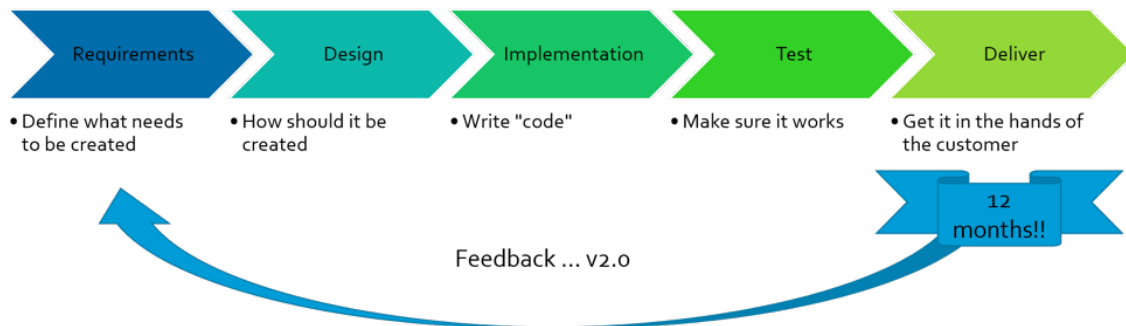 Requirements
Design
Implementation
Test
Deliver
• Define what needs
to be created
• How should it be
created
• Write "code"
• Make sure it works
• Get it in the hands of
the customer
12
months!!
Feedback ... v2.0